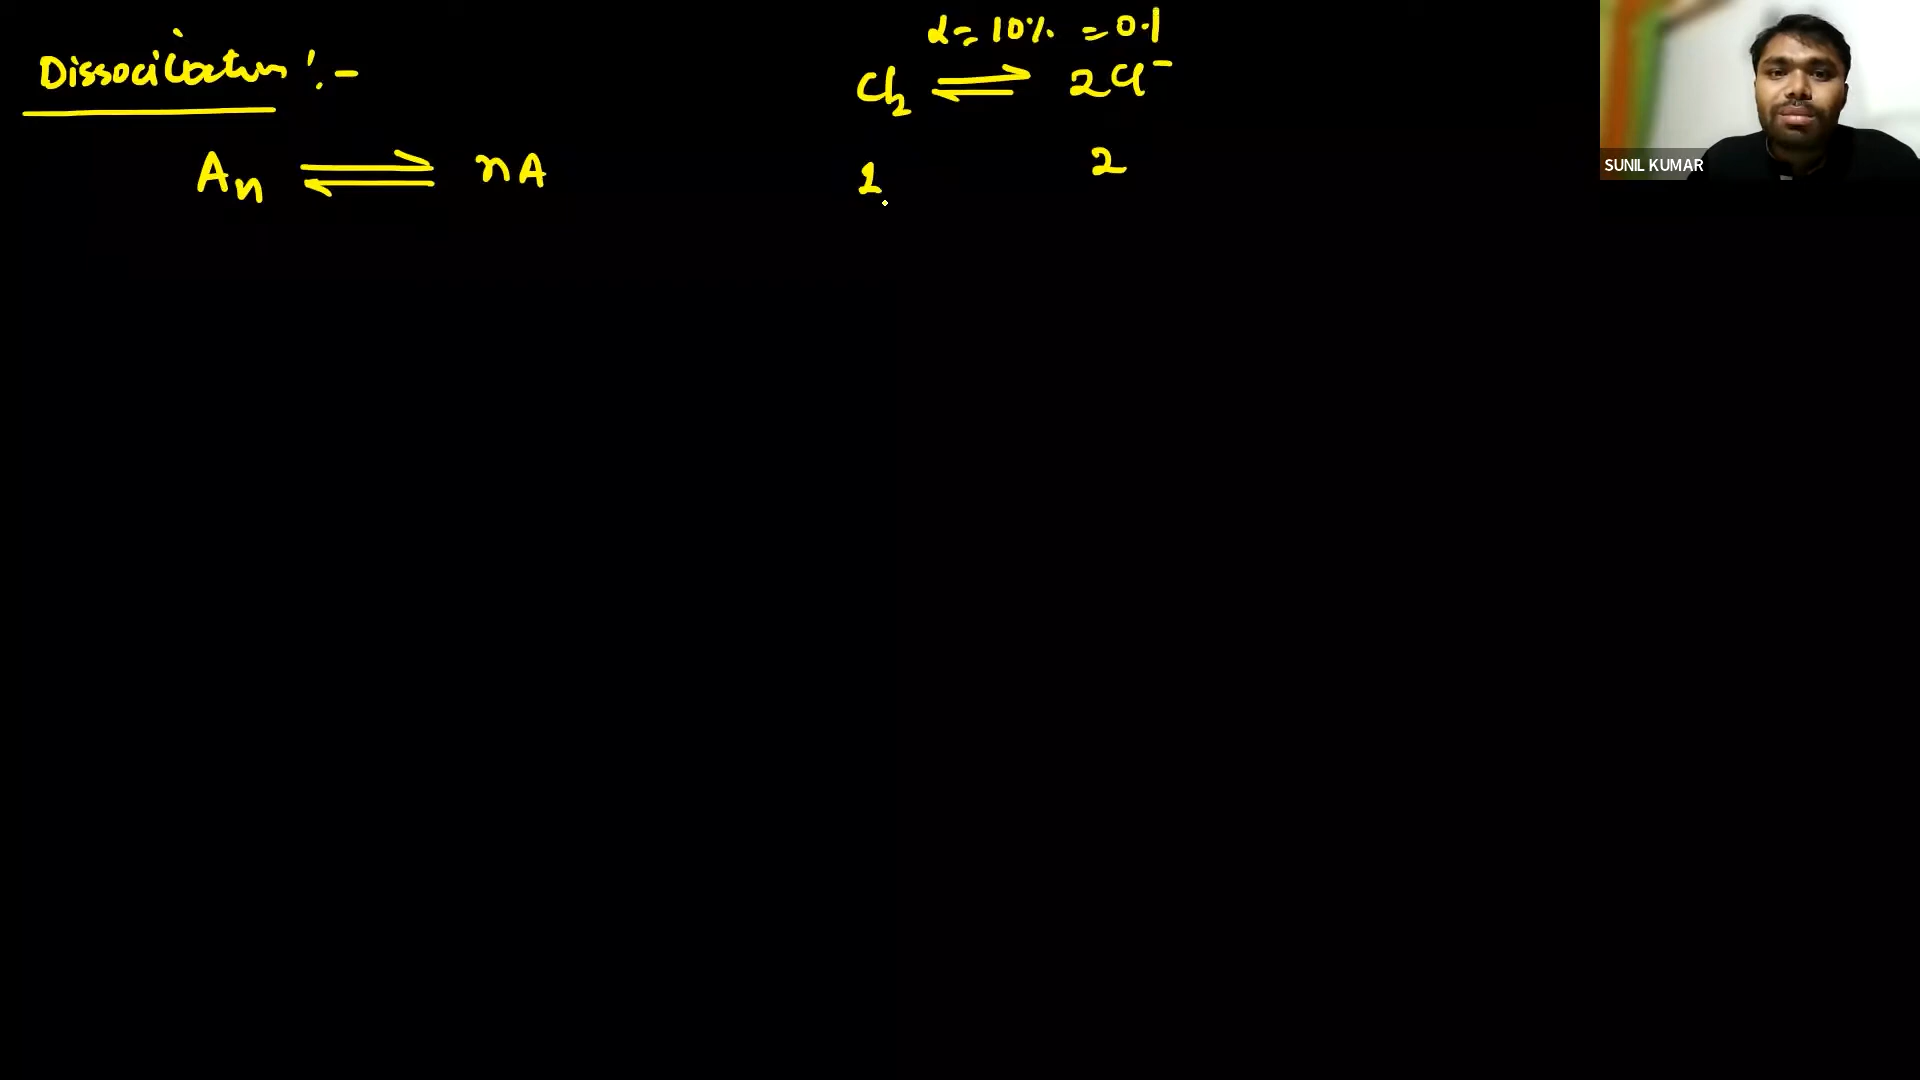 Dissociation :-
α = 10% = 0.1
Cl₂ ⇌ 2Cl⁻
Aₙ ⇌ nA
1 2
SUNIL KUMAR